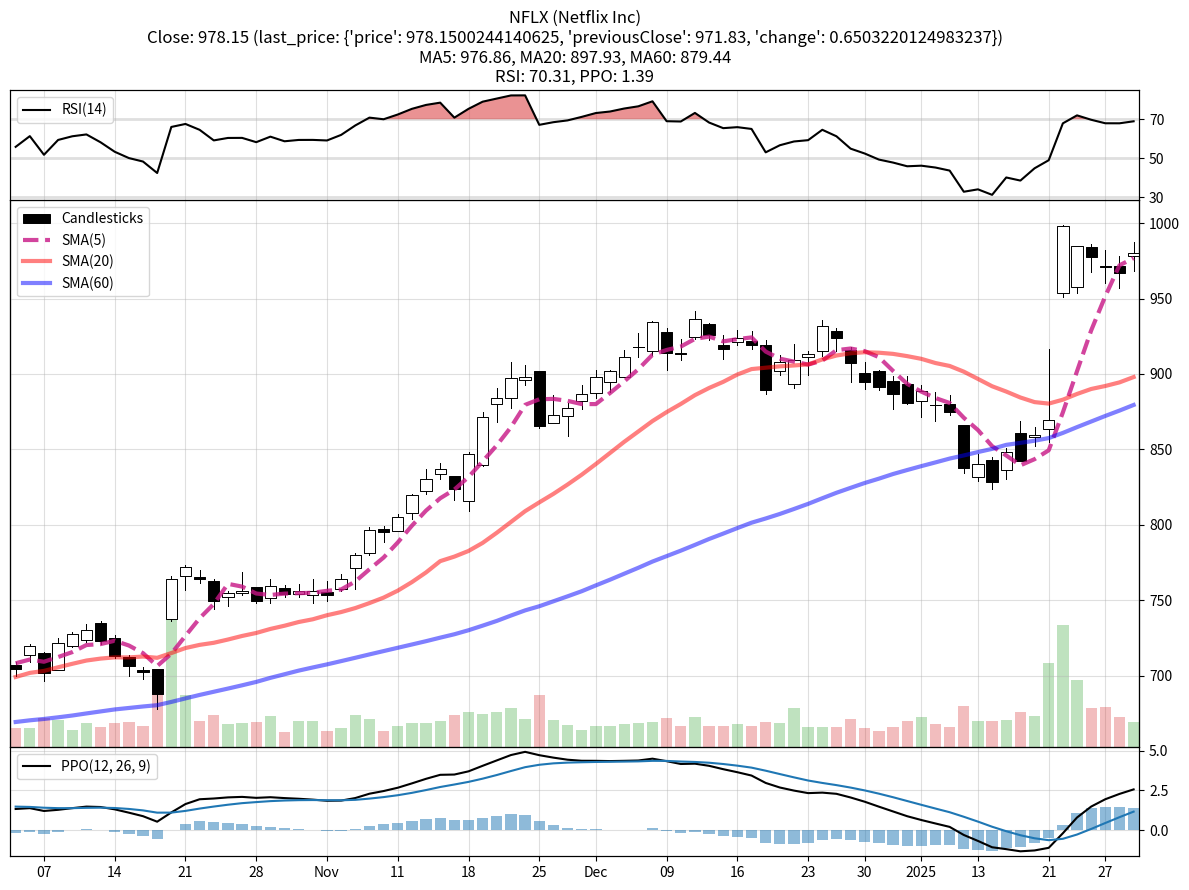 NFLX (Netflix Inc)
Close: 978.15 (last_price: {'price': 978.1500244140625, 'previousClose': 971.83, 'change': 0.6503220124983237})
MA5: 976.86, MA20: 897.93, MA60: 879.44
RSI: 70.31, PPO: 1.39
RSI(14)
70
50
30
Candlesticks
SMA(5)
SMA(20)
SMA(60)
1000
950
900
850
800
750
700
PPO(12, 26, 9)
5.0
2.5
0.0
07 14 21 28 Nov 11 18 25 Dec 09 16 23 30 2025 13 21 27